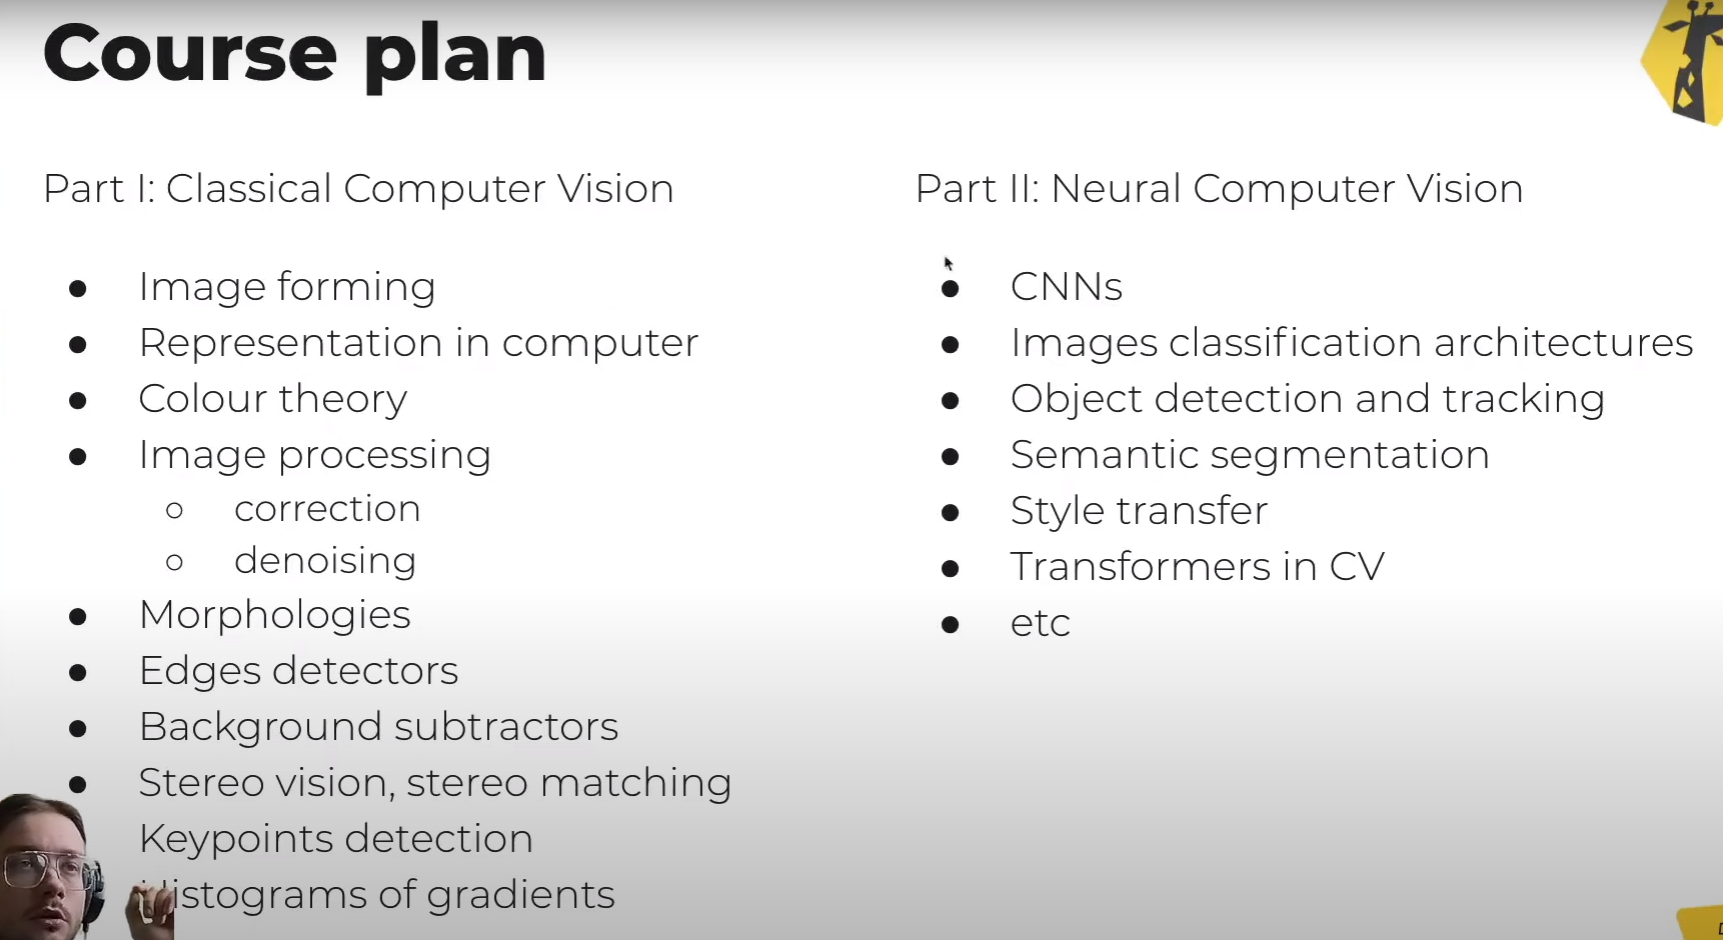 Course plan
Part I: Classical Computer Vision
Image forming
Representation in computer
Colour theory
Image processing
correction
denoising
Morphologies
Edges detectors
Background subtractors
Stereo vision, stereo matching
Keypoints detection
Histograms of gradients
Part II: Neural Computer Vision
CNNs
Images classification architectures
Object detection and tracking
Semantic segmentation
Style transfer
Transformers in CV
etc